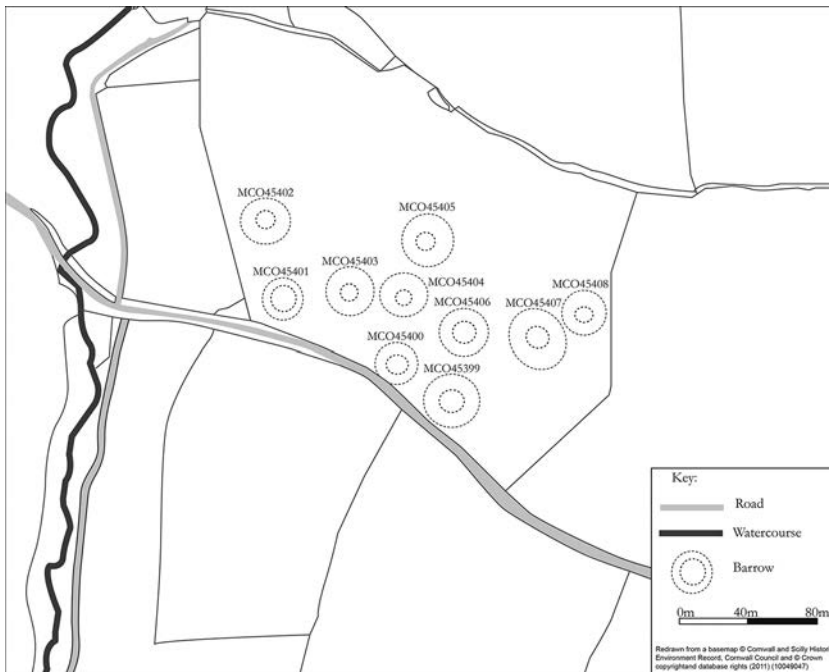 MCO45402
MCO45405
MCO45403
MCO45401
MCO45404
MCO45408
MCO45406
MCO45407
MCO45400
MCO45399
Key:
Road
Watercourse
Barrow
0m 40m 80m
Redrawn from a basemap © Cornwall and Scilly Histor
Environment Record, Cornwall Council and © Crown
copyrightand database rights (2011) (10049047)